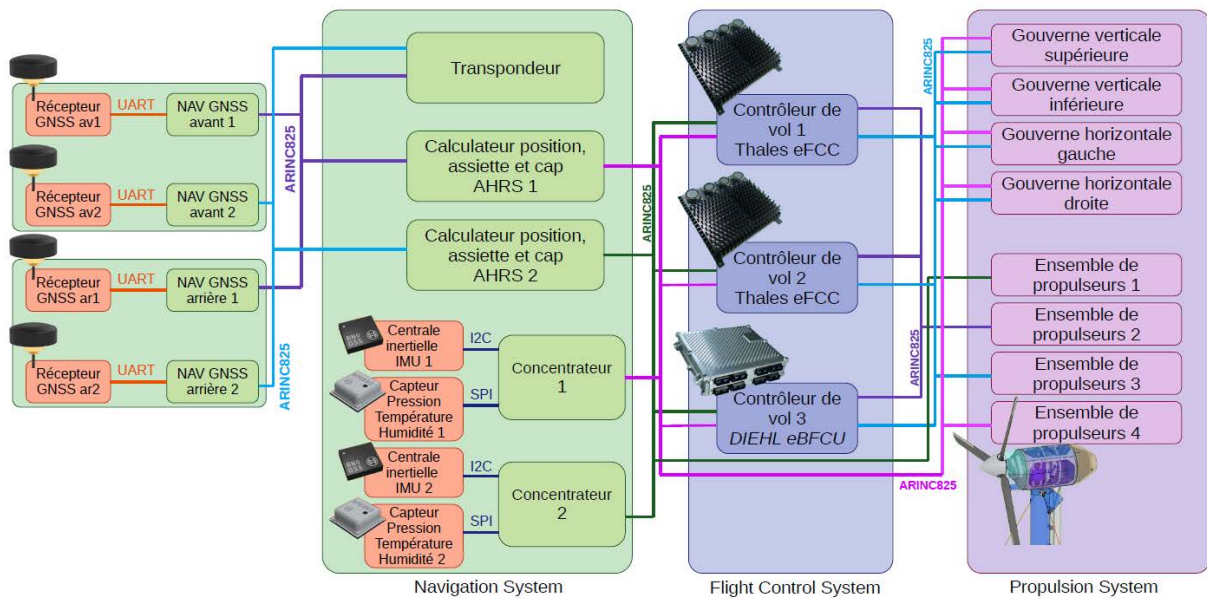 Récepteur
GNSS av1
UART
NAV GNSS
avant 1
Récepteur
GNSS av2
UART
NAV GNSS
avant 2
Récepteur
GNSS ar1
UART
NAV GNSS
arrière 1
Récepteur
GNSS ar2
UART
NAV GNSS
arrière 2
ARINC825
ARINC825
Transpondeur
Calculateur position,
assiette et cap
AHRS 1
Calculateur position,
assiette et cap
AHRS 2
Centrale
inertielle
IMU 1
I2C
Capteur
Pression
Température
Humidité 1
SPI
Concentrateur
1
Centrale
inertielle
IMU 2
I2C
Capteur
Pression
Température
Humidité 2
SPI
Concentrateur
2
Navigation System
ARINC825
Contrôleur de
vol 1
Thales eFCC
Contrôleur de
vol 2
Thales eFCC
Contrôleur de
vol 3
DIEHL eBFCU
Flight Control System
ARINC825
ARINC825
ARINC825
Gouverne verticale
supérieure
Gouverne verticale
inférieure
Gouverne horizontale
gauche
Gouverne horizontale
droite
Ensemble de
propulseurs 1
Ensemble de
propulseurs 2
Ensemble de
propulseurs 3
Ensemble de
propulseurs 4
Propulsion System